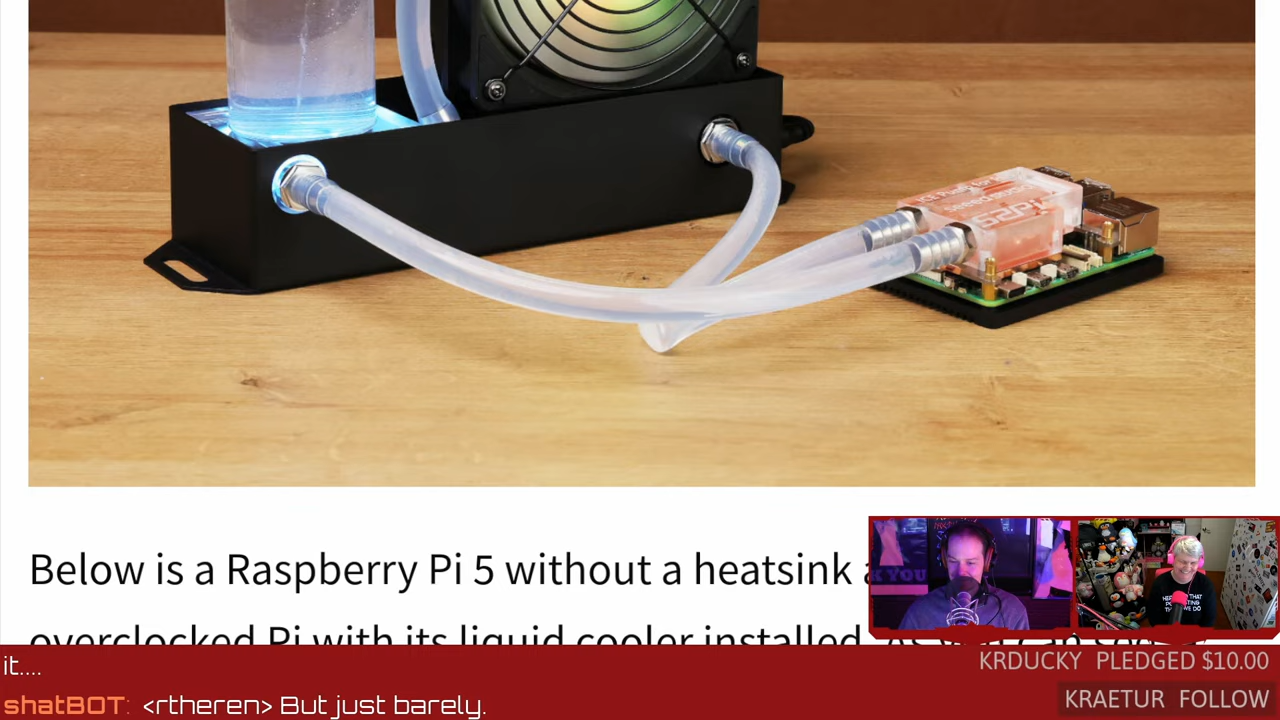 Below is a Raspberry Pi 5 without a heatsink
overclocked Pi with its liquid cooler installed.
it....
shatBOT: <rtheren> But just barely.
KRDUCKY PLEDGED $10.00
KRAETUR FOLLOW